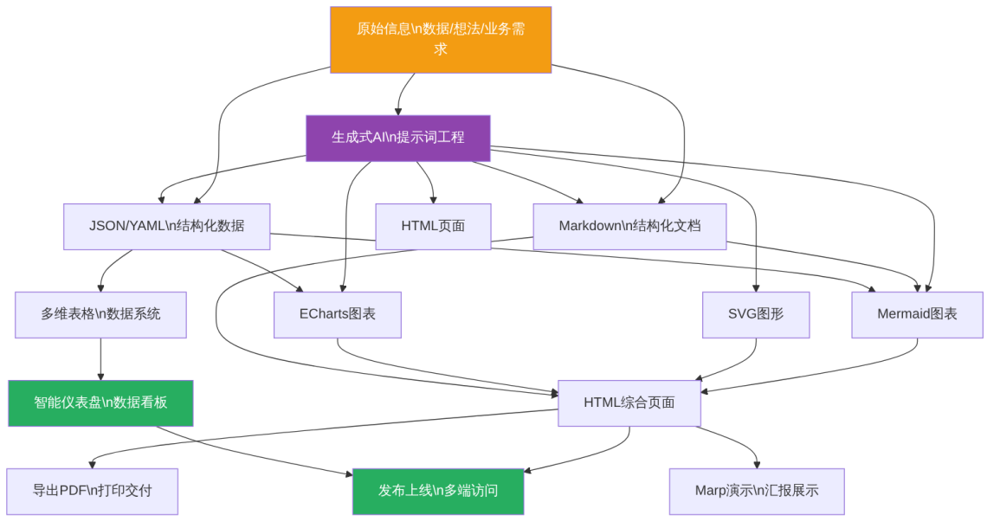 原始信息\n数据/想法/业务需
求
生成式AI\n提示词工程
JSON/YAML\n结构化数据
HTML页面
Markdown\n结构化文档
多维表格\n数据系统
ECharts图表
SVG图形
Mermaid图表
智能仪表盘\n数据看板
HTML综合页面
导出PDF\n打印交付
发布上线\n多端访问
Marp演示\n汇报展示